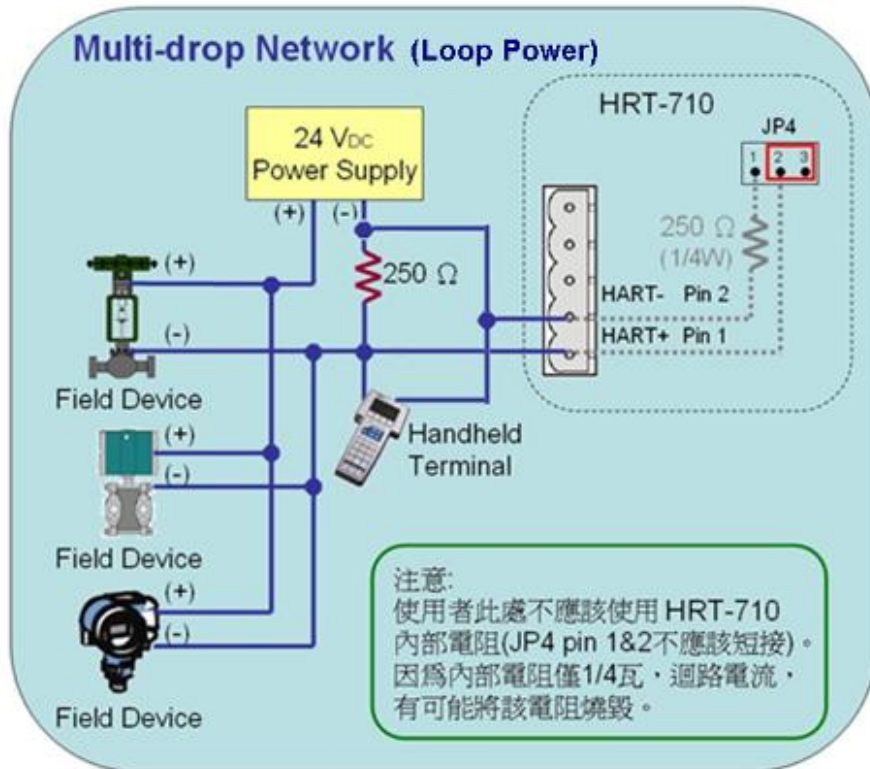 Multi-drop Network (Loop Power)
HRT-710
JP4
1 2 3
24 VDC
Power Supply
(+) (-)
250 Ω
(1/4W)
(+)
250 Ω
HART- Pin 2
(-)
HART+ Pin 1
Field Device
(+)
Handheld
Terminal
(-)
Field Device
(+)
(-)
Field Device
注意:
使用者此處不應該使用 HRT-710
內部電阻(JP4 pin 1&2不應該短接)。
因為內部電阻僅1/4瓦，迴路電流，
有可能將該電阻燒毀。